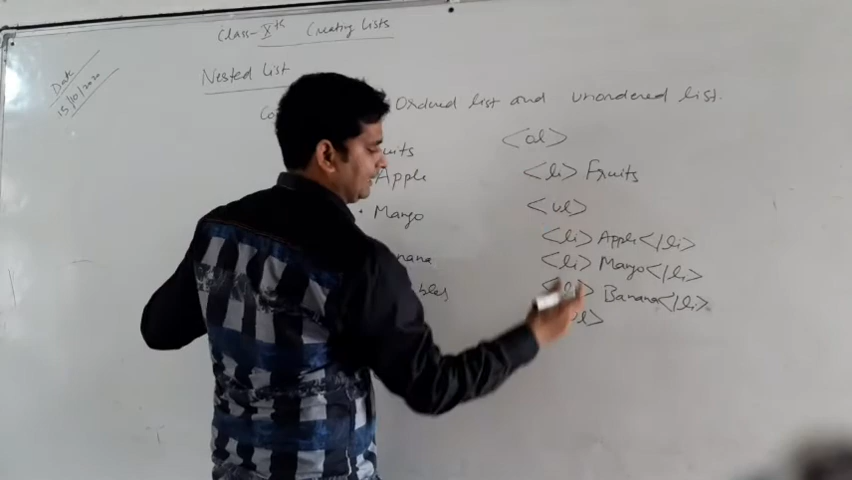 Class-Xth Creating Lists
Date
15/10/2020
Nested List
Ordered list and unordered list.
<ol>
<li> Fruits
Apple
• Mango
<ul>
<li> Apple </li>
<li> Mango </li>
Banana </li>